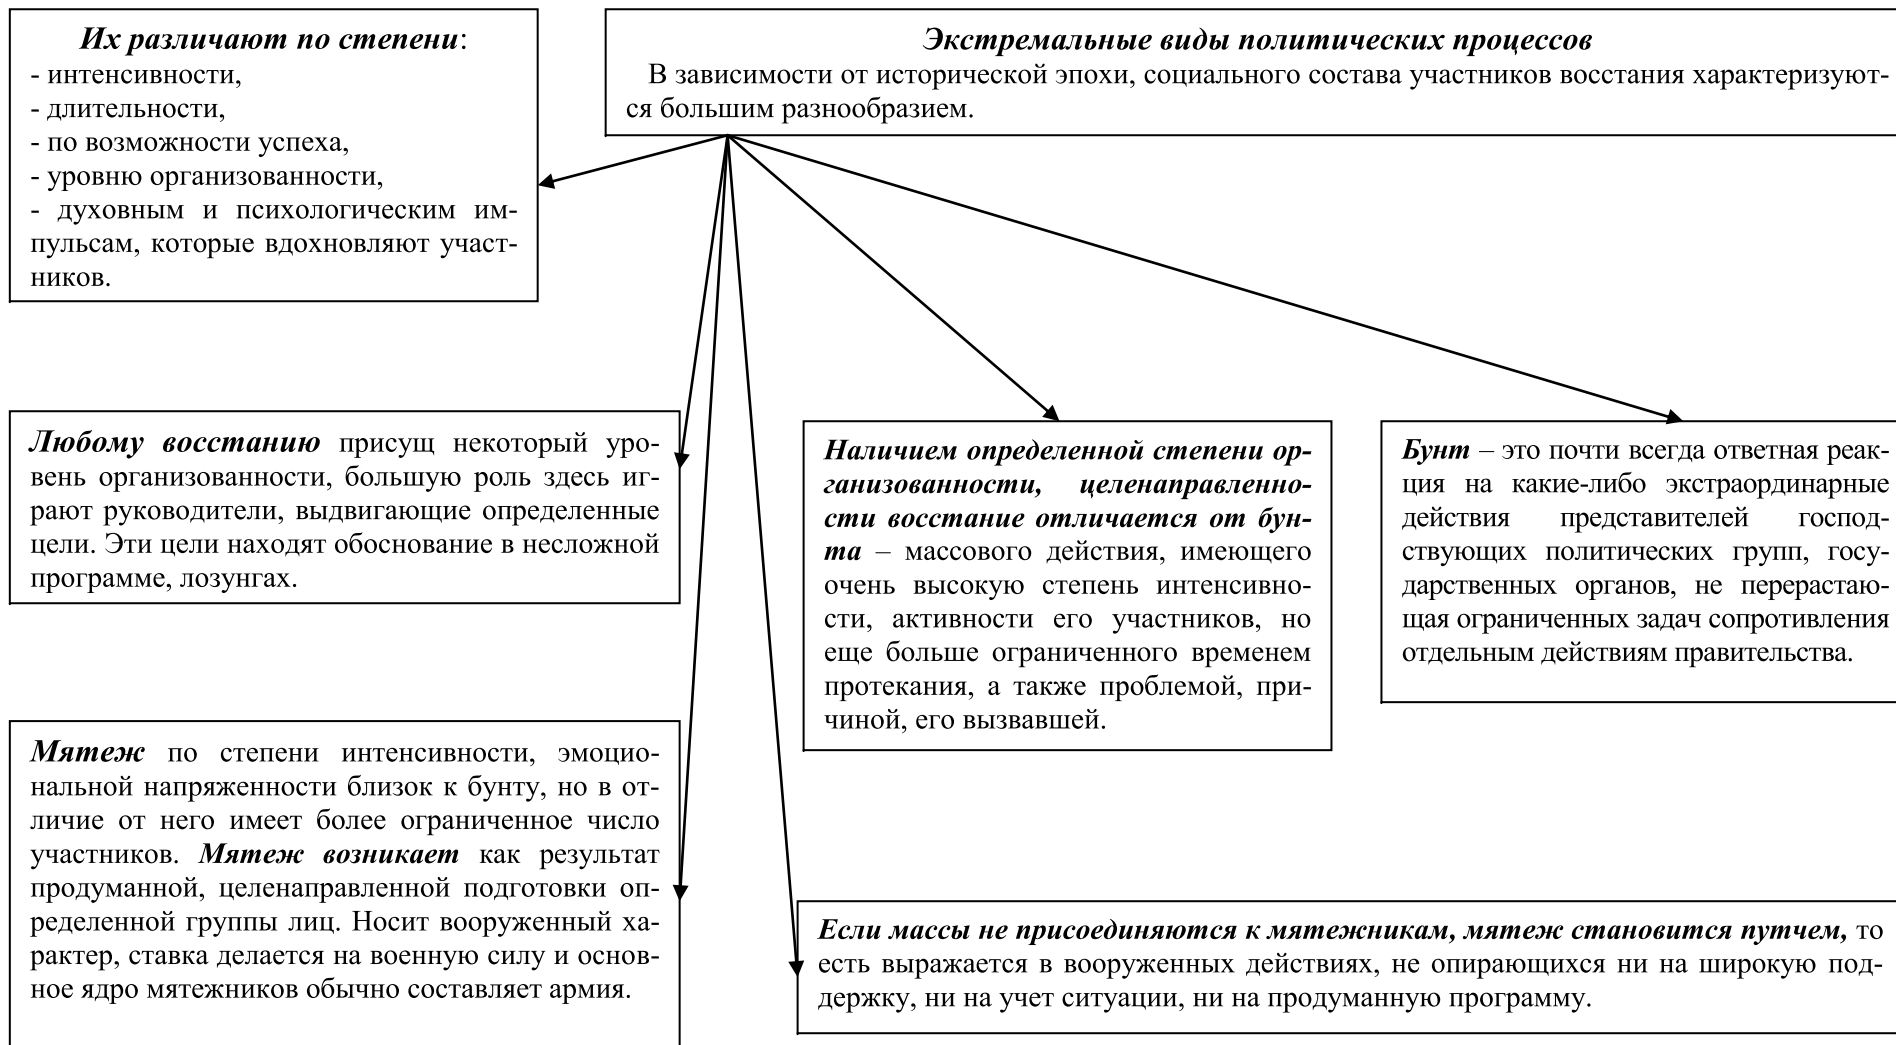 Их различают по степени:
- интенсивности,
- длительности,
- по возможности успеха,
- уровню организованности,
- духовным и психологическим им-
пульсам, которые вдохновляют участ-
ников.
Экстремальные виды политических процессов
В зависимости от исторической эпохи, социального состава участников восстания характеризуют-
ся большим разнообразием.
Любому восстанию присущ некоторый уро-
вень организованности, большую роль здесь иг-
рают руководители, выдвигающие определенные
цели. Эти цели находят обоснование в несложной
программе, лозунгах.
Наличием определенной степени ор-
ганизованности, целенаправленно-
сти восстание отличается от бун-
та – массового действия, имеющего
очень высокую степень интенсивно-
сти, активности его участников, но
еще больше ограниченного временем
протекания, а также проблемой, при-
чиной, его вызвавшей.
Бунт – это почти всегда ответная реак-
ция на какие-либо экстраординарные
действия представителей господ-
ствующих политических групп, госу-
дарственных органов, не перерастаю-
щая ограниченных задач сопротивления
отдельным действиям правительства.
Мятеж по степени интенсивности, эмоцио-
нальной напряженности близок к бунту, но в от-
личие от него имеет более ограниченное число
участников. Мятеж возникает как результат
продуманной, целенаправленной подготовки оп-
ределенной группы лиц. Носит вооруженный ха-
рактер, ставка делается на военную силу и основ-
ное ядро мятежников обычно составляет армия.
Если массы не присоединяются к мятежникам, мятеж становится путчем, то
есть выражается в вооруженных действиях, не опирающихся ни на широкую под-
держку, ни на учет ситуации, ни на продуманную программу.